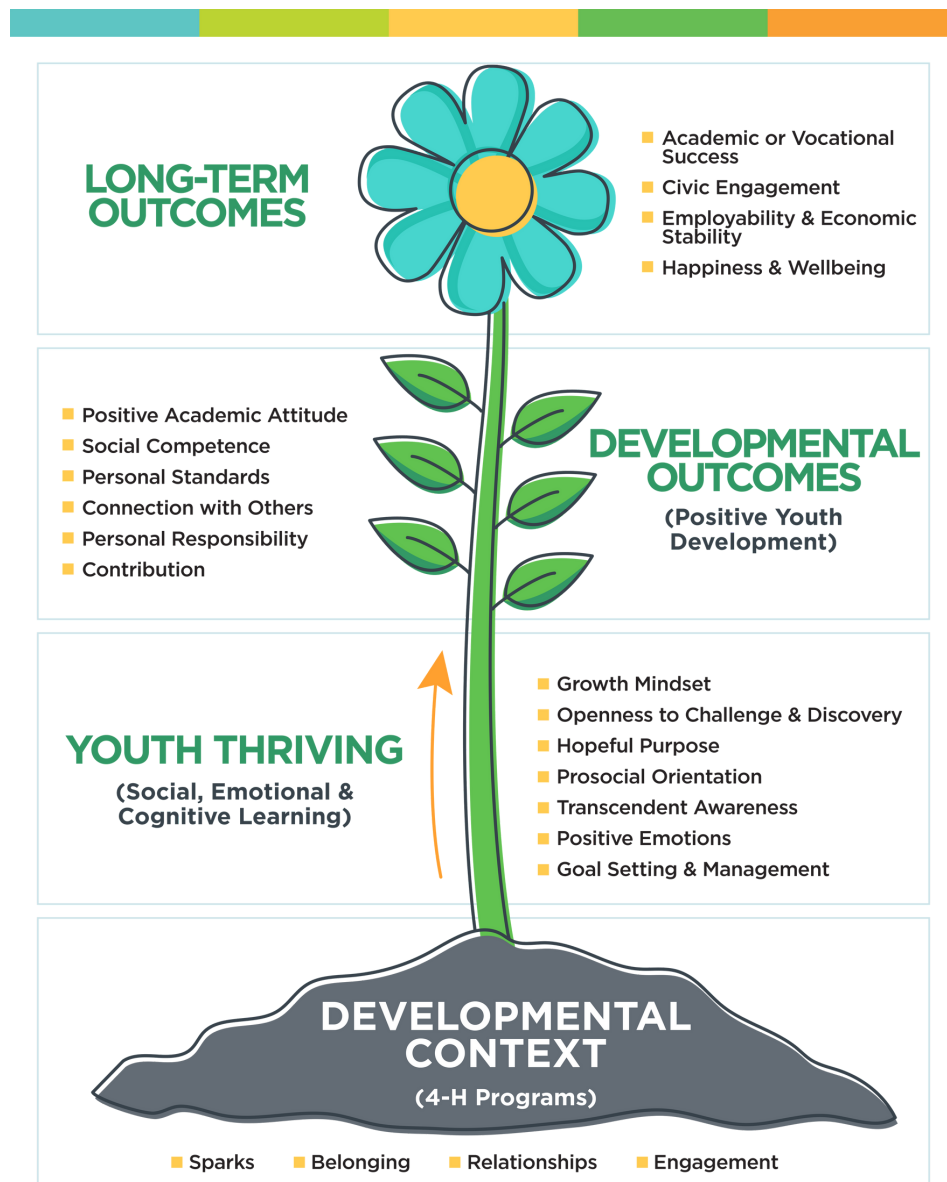 LONG-TERM
OUTCOMES
Academic or Vocational
Success
Civic Engagement
Employability & Economic
Stability
Happiness & Wellbeing
Positive Academic Attitude
Social Competence
Personal Standards
Connection with Others
Personal Responsibility
Contribution
DEVELOPMENTAL
OUTCOMES
(Positive Youth
Development)
YOUTH THRIVING
(Social, Emotional &
Cognitive Learning)
Growth Mindset
Openness to Challenge & Discovery
Hopeful Purpose
Prosocial Orientation
Transcendent Awareness
Positive Emotions
Goal Setting & Management
DEVELOPMENTAL
CONTEXT
(4-H Programs)
Sparks Belonging Relationships Engagement